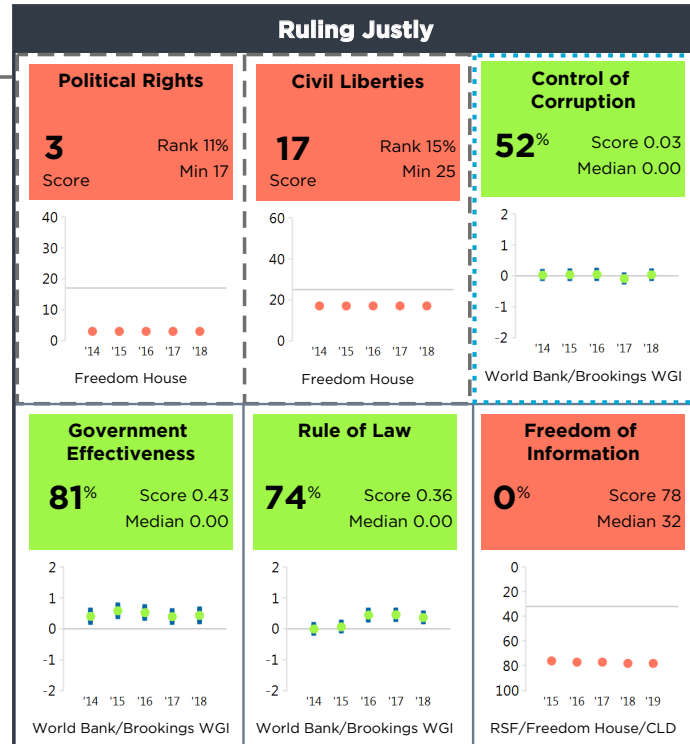 Ruling Justly
Political Rights
3
Score
Rank 11%
Min 17
40
30
20
10
0
'14 '15 '16 '17 '18
Freedom House
Civil Liberties
17
Score
Rank 15%
Min 25
60
40
20
0
'14 '15 '16 '17 '18
Freedom House
Control of
Corruption
52%
Score 0.03
Median 0.00
2
1
0
-1
-2
'14 '15 '16 '17 '18
World Bank/Brookings WGI
Government
Effectiveness
81%
Score 0.43
Median 0.00
2
1
0
-1
-2
'14 '15 '16 '17 '18
World Bank/Brookings WGI
Rule of Law
74%
Score 0.36
Median 0.00
2
1
0
-1
-2
'14 '15 '16 '17 '18
World Bank/Brookings WGI
Freedom of
Information
0%
Score 78
Median 32
0
20
40
60
80
100
'15 '16 '17 '18 '19
RSF/Freedom House/CLD